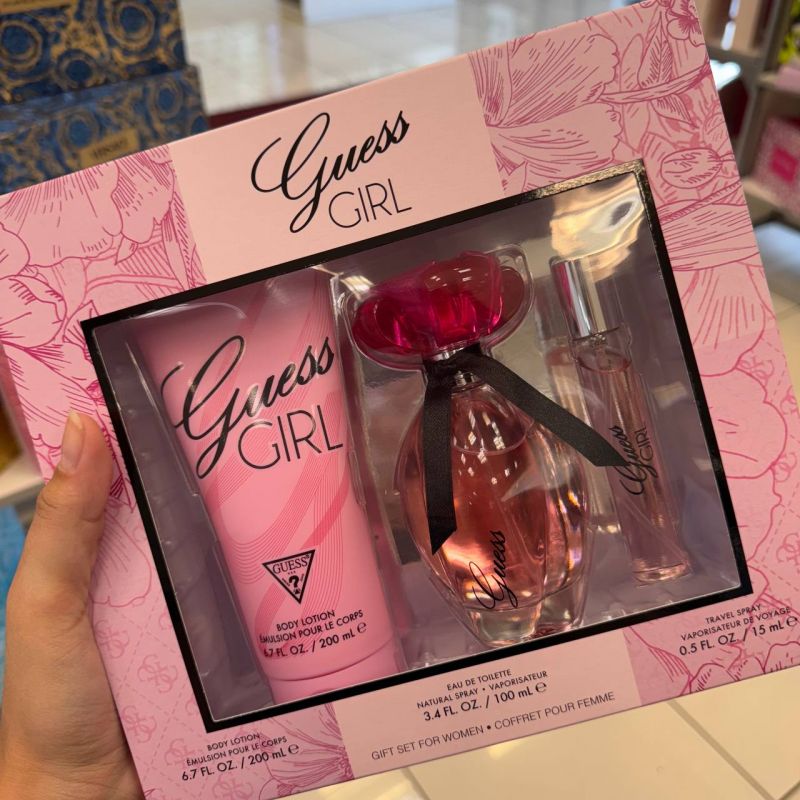 Guess
GIRL
Guess
GIRL
GUESS
?
BODY LOTION
ÉMULSION POUR LE CORPS
6.7 FL. OZ. / 200 mL ℮
Guess
Guess
GIRL
BODY LOTION
ÉMULSION POUR LE CORPS
6.7 FL. OZ. / 200 mL ℮
EAU DE TOILETTE
NATURAL SPRAY • VAPORISATEUR
3.4 FL. OZ. / 100 mL ℮
GIFT SET FOR WOMEN • COFFRET POUR FEMME
TRAVEL SPRAY
VAPORISATEUR DE VOYAGE
0.5 FL. OZ. / 15 mL ℮